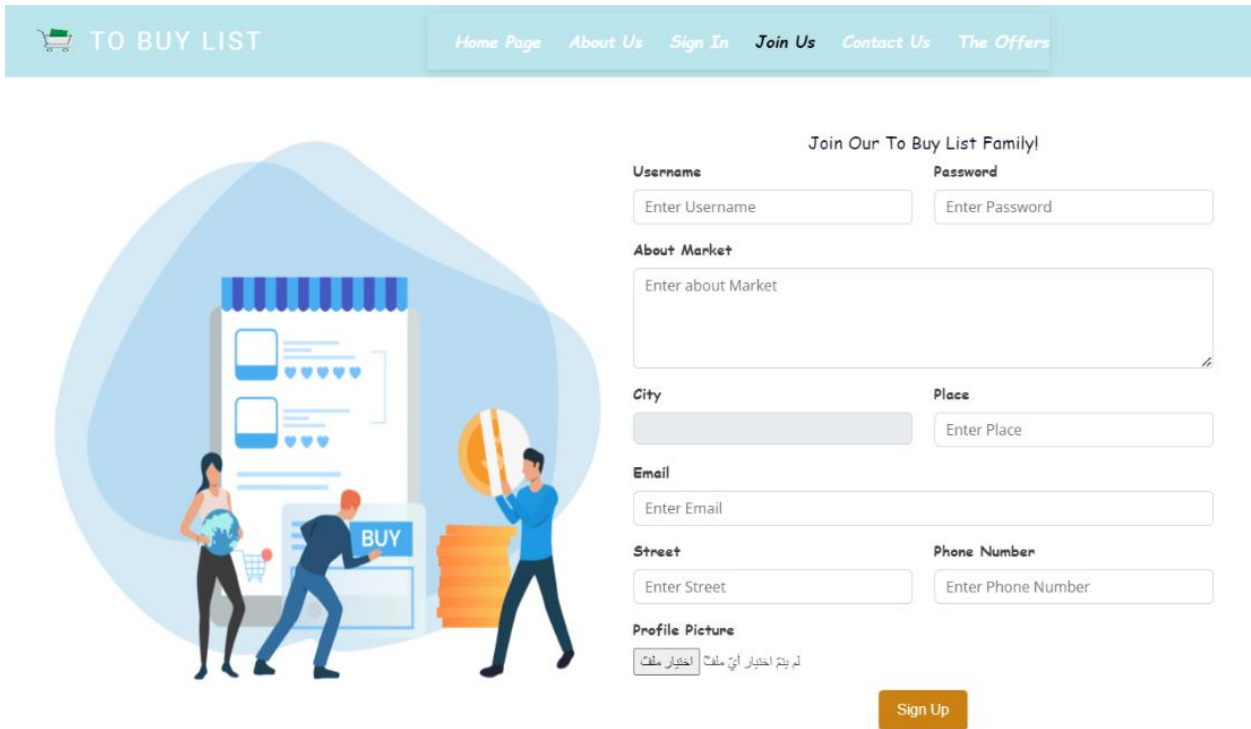 TO BUY LIST
Home Page About Us Sign In Join Us Contact Us The Offers
Join Our To Buy List Family!
Username Password
Enter Username Enter Password
About Market
Enter about Market
City Place
Enter Place
Email
Enter Email
Street Phone Number
Enter Street Enter Phone Number
Profile Picture
اختيار ملفّ لم يتمّ اختيار أيّ ملفّ
Sign Up
BUY